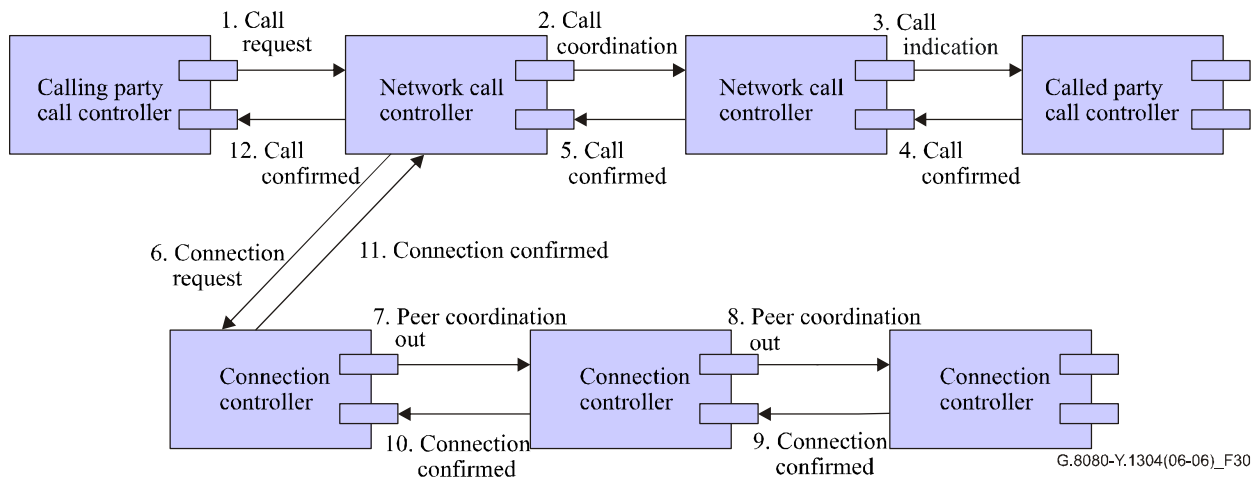 1. Call
request
2. Call
coordination
3. Call
indication
Calling party
call controller
Network call
controller
Network call
controller
Called party
call controller
12. Call
confirmed
5. Call
confirmed
4. Call
confirmed
6. Connection
request
11. Connection confirmed
7. Peer coordination
out
8. Peer coordination
out
Connection
controller
Connection
controller
Connection
controller
10. Connection
confirmed
9. Connection
confirmed
G.8080-Y.1304(06-06)_F30